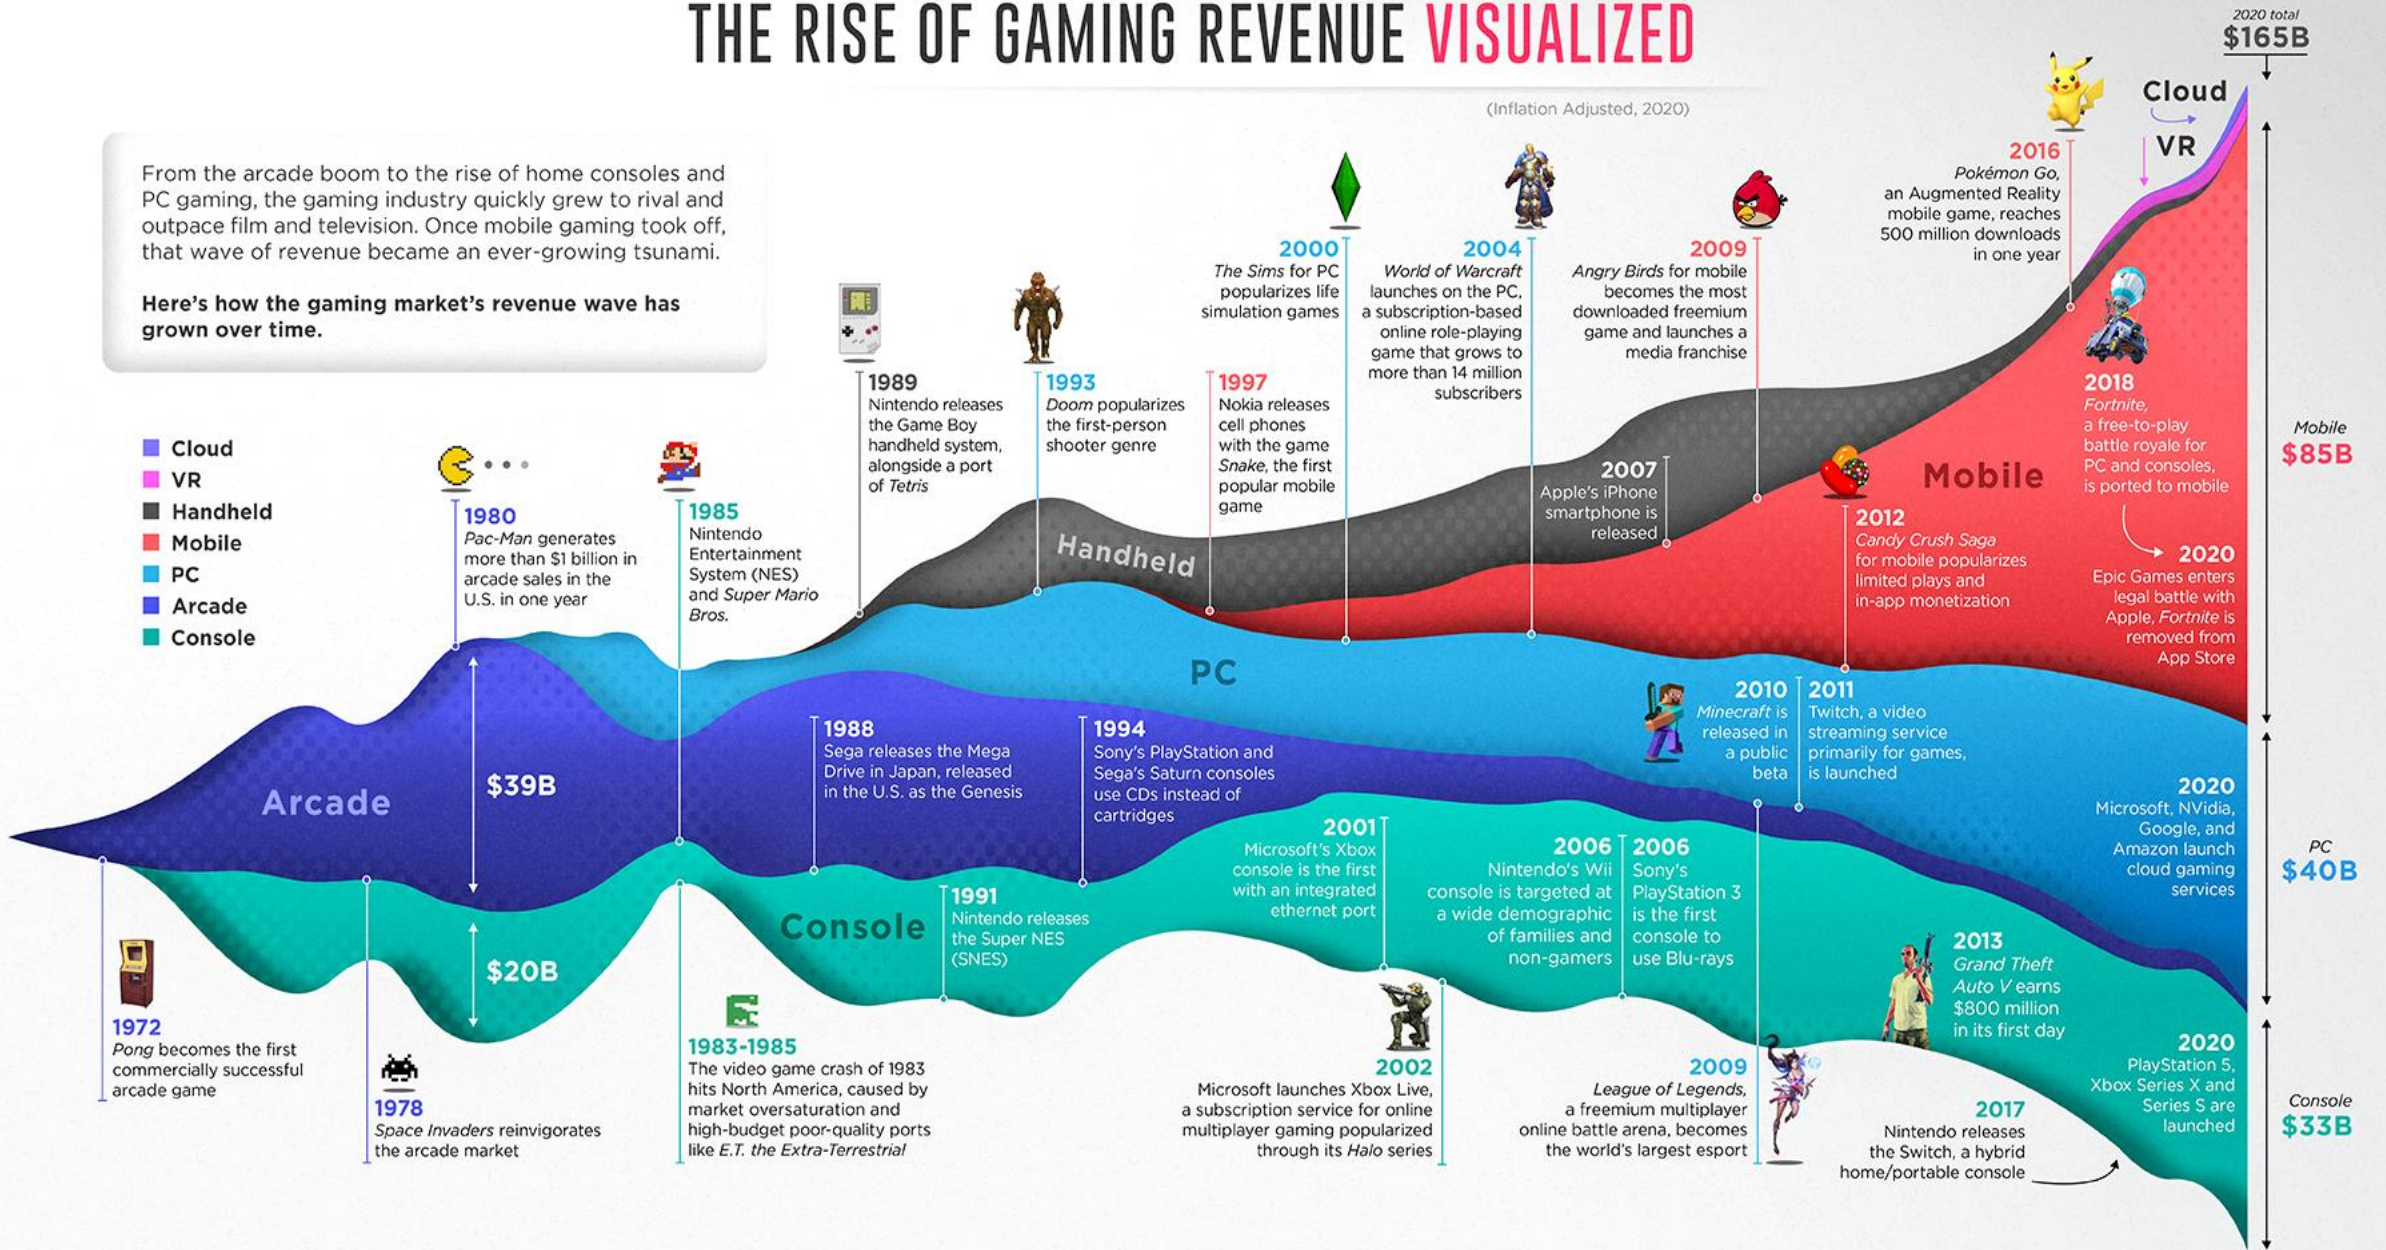 THE RISE OF GAMING REVENUE VISUALIZED
(Inflation Adjusted, 2020)
2020 total
$165B
From the arcade boom to the rise of home consoles and
PC gaming, the gaming industry quickly grew to rival and
outpace film and television. Once mobile gaming took off,
that wave of revenue became an ever-growing tsunami.
Here's how the gaming market's revenue wave has
grown over time.
Cloud
VR
Handheld
Mobile
PC
Arcade
Console
1980
Pac-Man generates
more than $1 billion in
arcade sales in the
U.S. in one year
1985
Nintendo
Entertainment
System (NES)
and Super Mario
Bros.
1989
Nintendo releases
the Game Boy
handheld system,
alongside a port
of Tetris
1993
Doom popularizes
the first-person
shooter genre
1997
Nokia releases
cell phones
with the game
Snake, the first
popular mobile
game
2000
The Sims for PC
popularizes life
simulation games
2004
World of Warcraft
launches on the PC,
a subscription-based
online role-playing
game that grows to
more than 14 million
subscribers
2009
Angry Birds for mobile
becomes the most
downloaded freemium
game and launches a
media franchise
2016
Pokémon Go,
an Augmented Reality
mobile game, reaches
500 million downloads
in one year
Cloud
VR
2018
Fortnite,
a free-to-play
battle royale for
PC and consoles,
is ported to mobile
2020
Epic Games enters
legal battle with
Apple, Fortnite is
removed from
App Store
Mobile
$85B
Handheld
2007
Apple's iPhone
smartphone is
released
Mobile
2012
Candy Crush Saga
for mobile popularizes
limited plays and
in-app monetization
PC
2010
Minecraft is
released in
a public
beta
2011
Twitch, a video
streaming service
primarily for games,
is launched
2020
Microsoft, NVidia,
Google, and
Amazon launch
cloud gaming
services
PC
$40B
Arcade
$39B
1988
Sega releases the Mega
Drive in Japan, released
in the U.S. as the Genesis
1994
Sony's PlayStation and
Sega's Saturn consoles
use CDs instead of
cartridges
$20B
Console
1991
Nintendo releases
the Super NES
(SNES)
2001
Microsoft's Xbox
console is the first
with an integrated
ethernet port
2006
Nintendo's Wii
console is targeted at
a wide demographic
of families and
non-gamers
2006
Sony's
PlayStation 3
is the first
console to
use Blu-rays
2013
Grand Theft
Auto V earns
$800 million
in its first day
2020
PlayStation 5,
Xbox Series X and
Series S are
launched
Console
$33B
1972
Pong becomes the first
commercially successful
arcade game
1978
Space Invaders reinvigorates
the arcade market
1983-1985
The video game crash of 1983
hits North America, caused by
market oversaturation and
high-budget poor-quality ports
like E.T. the Extra-Terrestrial
2002
Microsoft launches Xbox Live,
a subscription service for online
multiplayer gaming popularized
through its Halo series
2009
League of Legends,
a freemium multiplayer
online battle arena, becomes
the world's largest esport
2017
Nintendo releases
the Switch, a hybrid
home/portable console